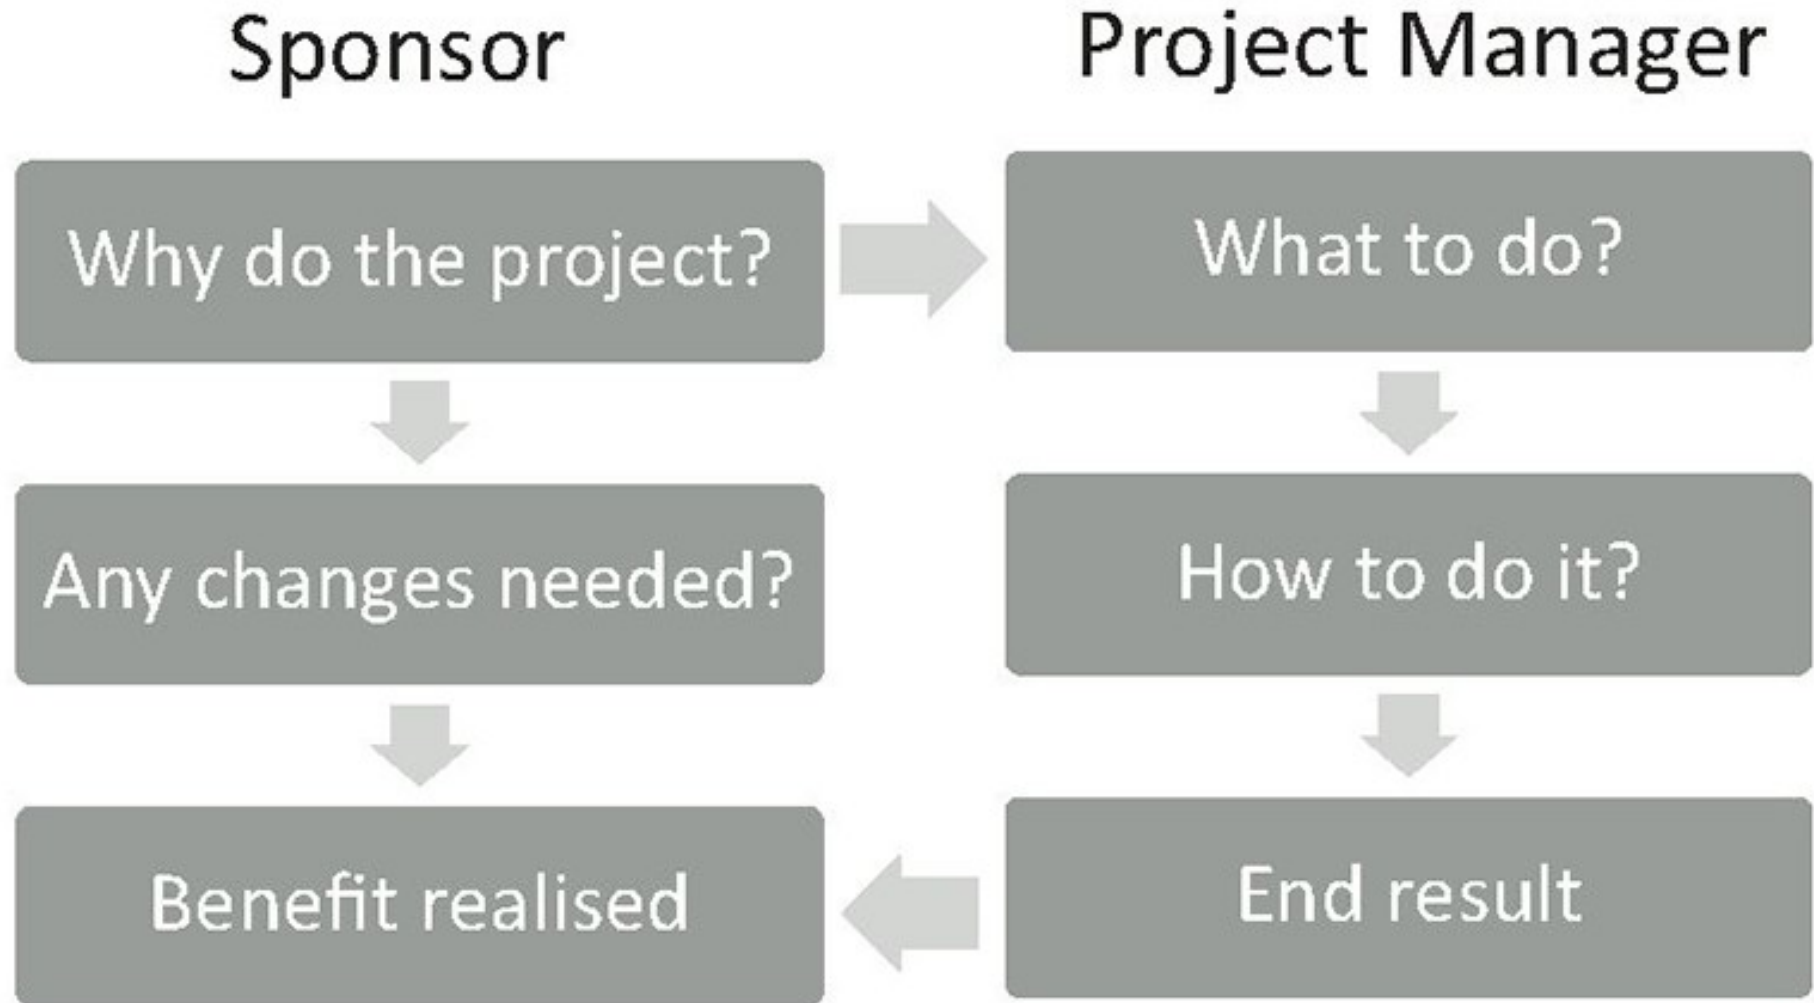 Sponsor
Project Manager
Why do the project?
What to do?
Any changes needed?
How to do it?
Benefit realised
End result